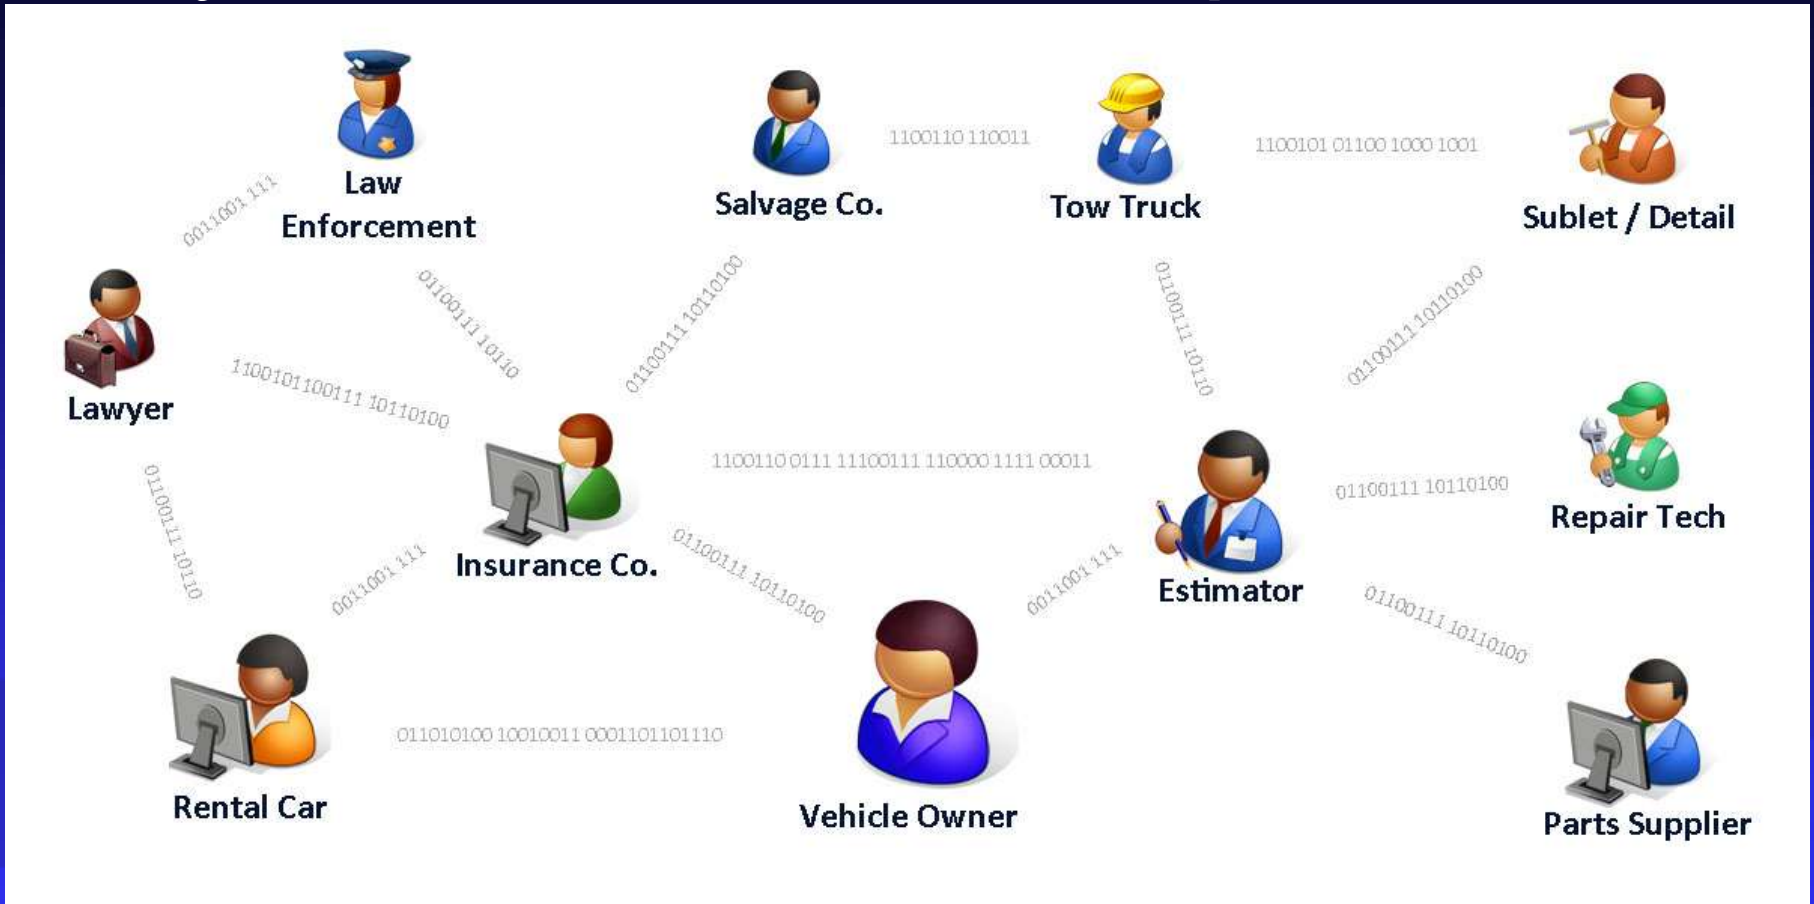 Law
Enforcement
Salvage Co.
1100110 110011
Tow Truck
1100101 01100 1000 1001
Sublet / Detail
0011001 111
01100111 10110
01100111 10110100
01100111 10110
01100111 10110100
Lawyer
1100101100111 10110100
Insurance Co.
1100110 0111 11100111 110000 1111 00011
Estimator
01100111 10110100
Repair Tech
01100111 10110
0011001 111
01100111 10110100
0011001 111
01100111 10110100
Rental Car
011010100 10010011 0001101101110
Vehicle Owner
Parts Supplier